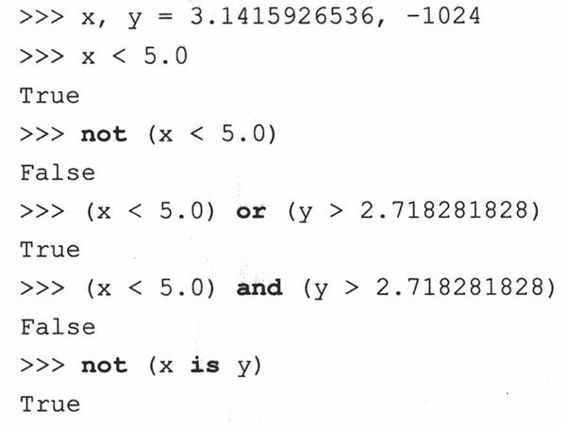 >>> x, y = 3.1415926536, -1024
>>> x < 5.0
True
>>> not (x < 5.0)
False
>>> (x < 5.0) or (y > 2.718281828)
True
>>> (x < 5.0) and (y > 2.718281828)
False
>>> not (x is y)
True